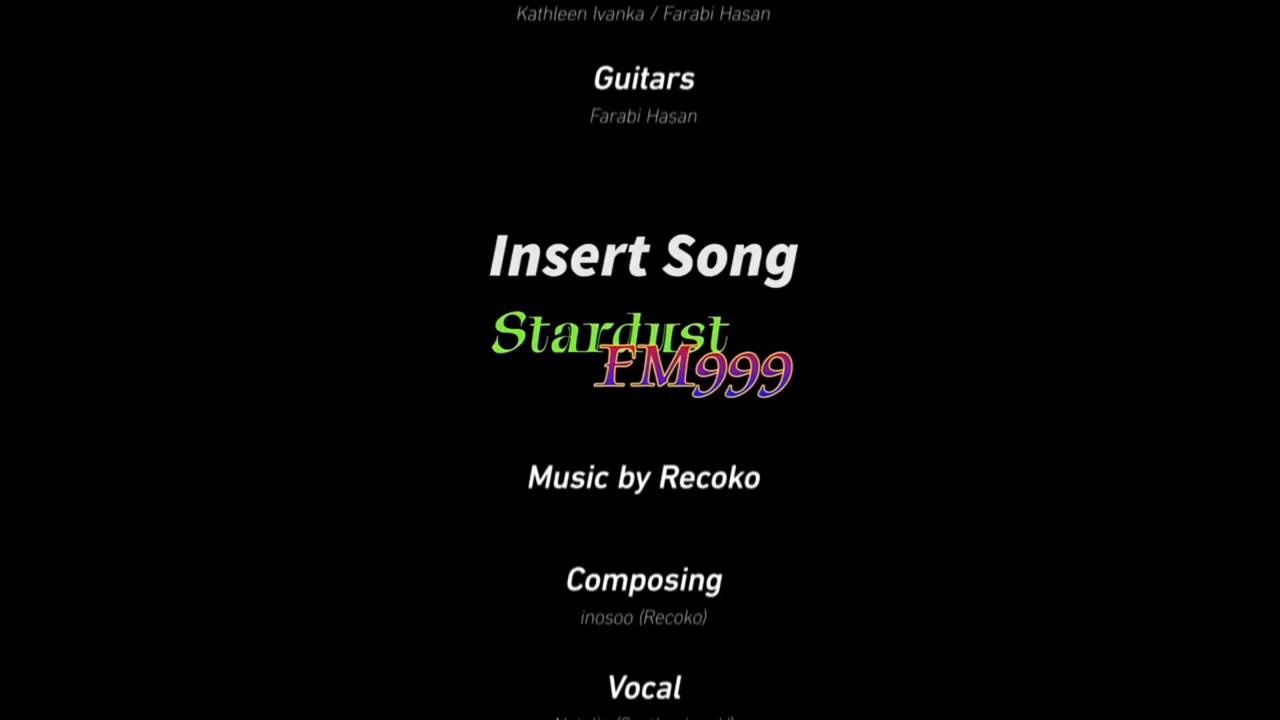 Kathleen Ivanka / Farabi Hasan
Guitars
Farabi Hasan
Insert Song
Stardust
FM999
Music by Recoko
Composing
inosoo (Recoko)
Vocal